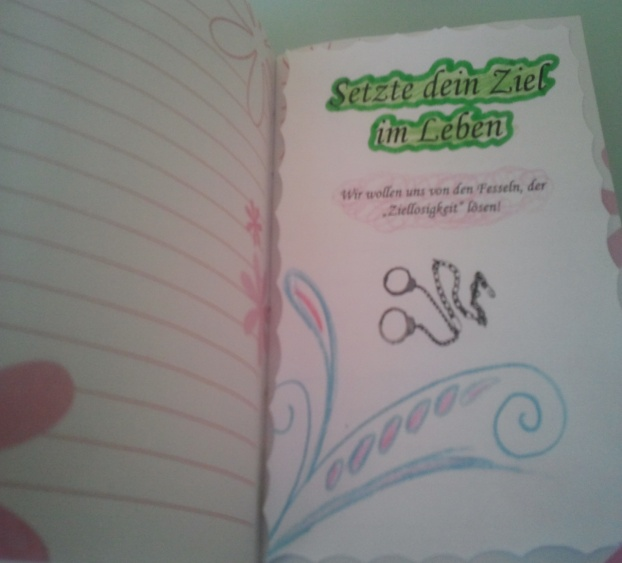 Setzte dein Ziel
im Leben
Wir wollen uns von den Fesseln, der
„Ziellosigkeit“ lösen!